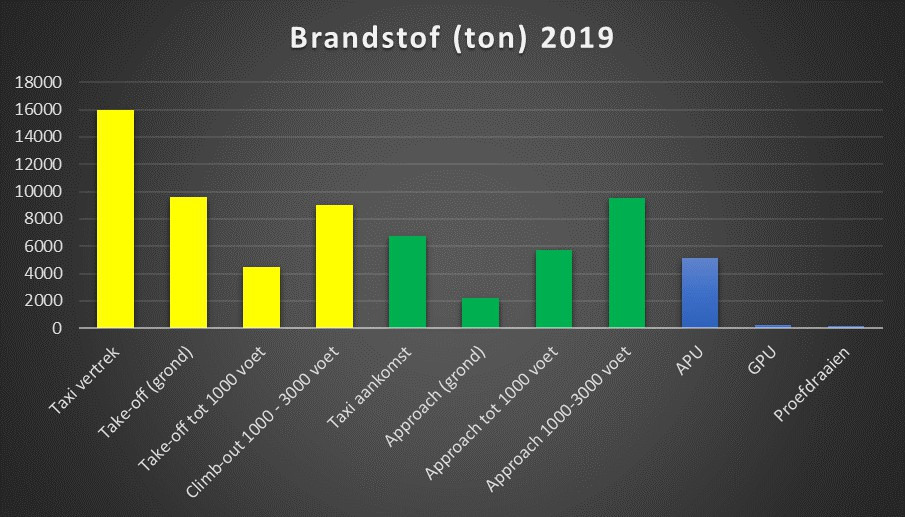 Brandstof (ton) 2019
18000
16000
14000
12000
10000
8000
6000
4000
2000
0
Taxi vertrek
Take-off (grond)
Take-off tot 1000 voet
Climb-out 1000 - 3000 voet
Taxi aankomst
Approach (grond)
Approach tot 1000 voet
Approach 1000-3000 voet
APU
GPU
Proefdraaien